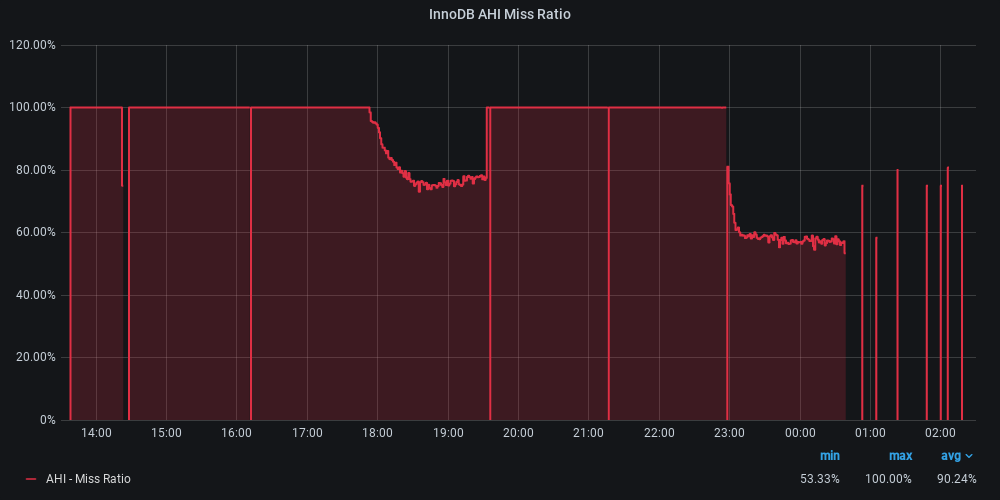 InnoDB AHI Miss Ratio
120.00%
100.00%
80.00%
60.00%
40.00%
20.00%
0%
14:00 15:00 16:00 17:00 18:00 19:00 20:00 21:00 22:00 23:00 00:00 01:00 02:00
min max avg
AHI - Miss Ratio 53.33% 100.00% 90.24%